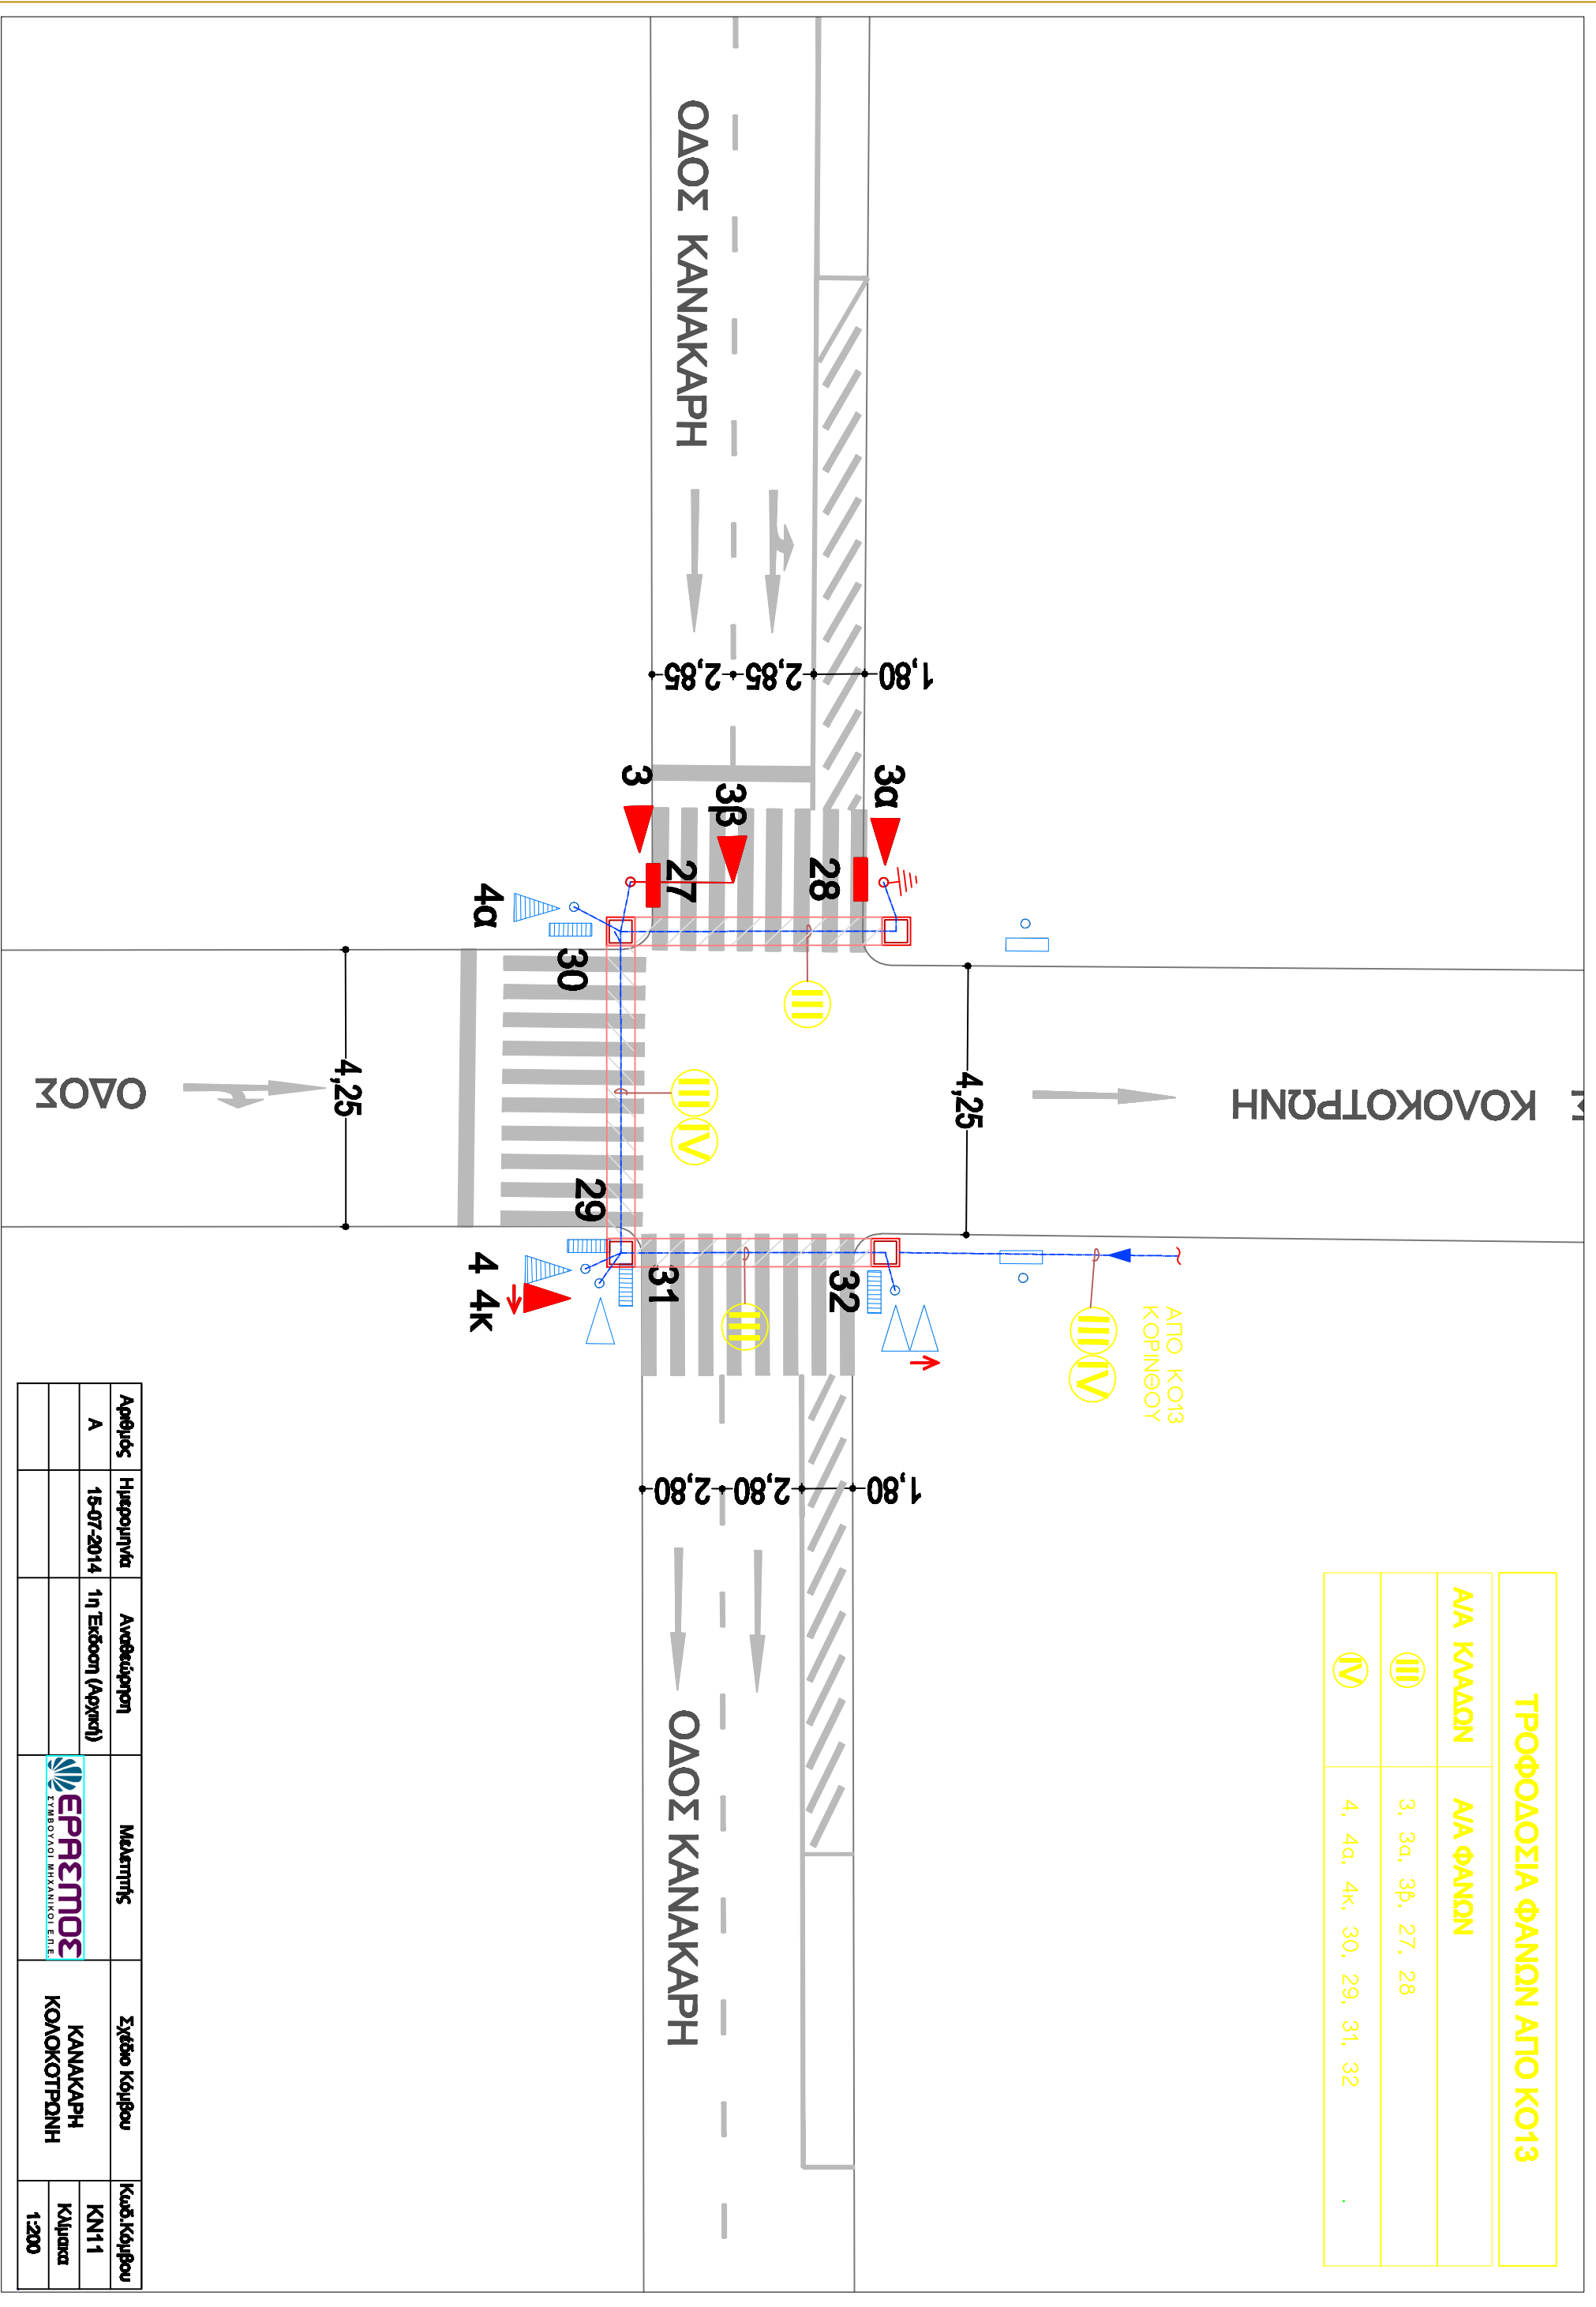 ΟΔΟΣ ΚΑΝΑΚΑΡΗ
2,85
2,85
1,80
3
3β
3α
27
28
4α
30
III
4,25
4,25
ΟΔΟΣ
ΚΟΛΟΚΟΤΡΩΝΗ
Σ
III IV
29
31
32
4 4κ
III
III IV
ΑΠΟ ΚΟ13
ΚΟΡΙΝΘΟΥ
2,80
2,80
1,80
ΟΔΟΣ ΚΑΝΑΚΑΡΗ
ΤΡΟΦΟΔΟΣΙΑ ΦΑΝΩΝ ΑΠΟ ΚΟ13
Α/Α ΚΛΑΔΩΝ Α/Α ΦΑΝΩΝ
III 3, 3α, 3β, 27, 28
IV 4, 4α, 4κ, 30, 29, 31, 32
Αριθμός Ημερομηνία Αναθεώρηση Μελετητής Σχέδιο Κόμβου Κωδ.Κόμβου
Α 15-07-2014 1η Έκδοση (Αρχική) ΚΑΝΑΚΑΡΗ ΚΝ11
ΕΡΑΣΜΟΣ ΚΟΛΟΚΟΤΡΩΝΗ Κλίμακα
ΣΥΜΒΟΥΛΟΙ ΜΗΧΑΝΙΚΟΙ Ε.Π.Ε. 1:200